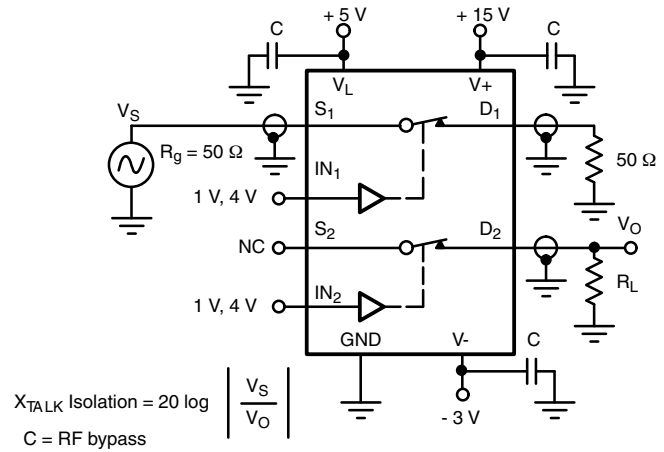 + 5 V
+ 15 V
C
C
V_L
V+
V_S
S_1
D_1
R_g = 50 Ω
50 Ω
IN_1
1 V, 4 V
S_2
D_2
V_O
NC
R_L
IN_2
1 V, 4 V
GND
V-
C
- 3 V
X_TALK Isolation = 20 log | V_S / V_O |
C = RF bypass